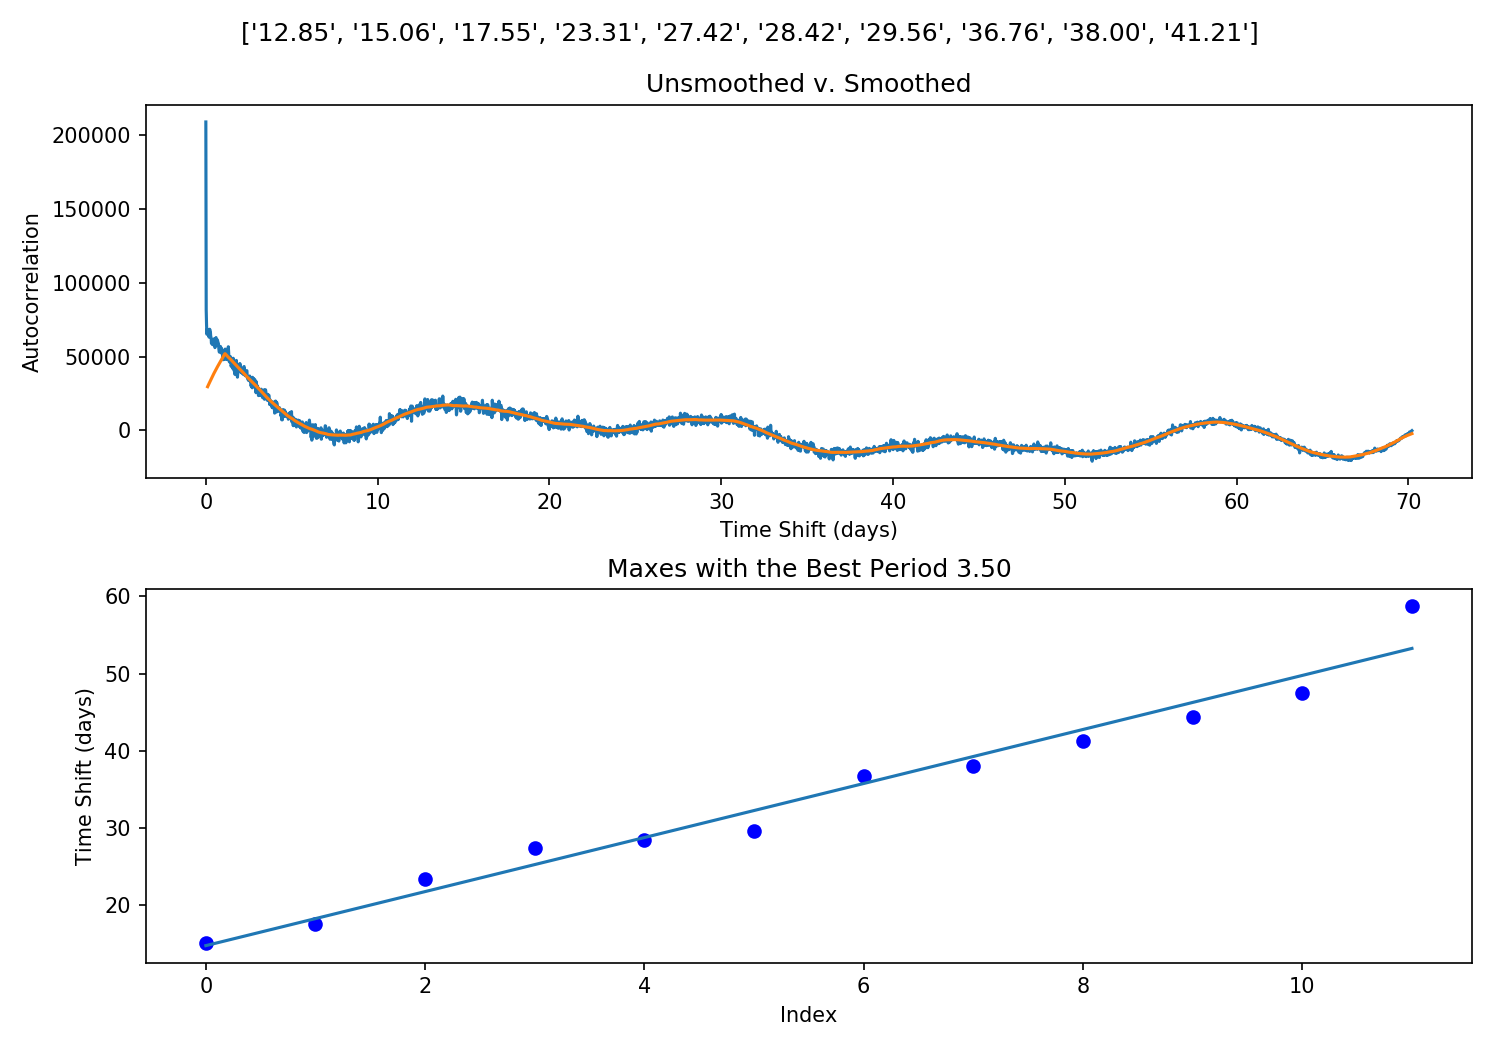 ['12.85', '15.06', '17.55', '23.31', '27.42', '28.42', '29.56', '36.76', '38.00', '41.21']
Unsmoothed v. Smoothed
Autocorrelation
200000
150000
100000
50000
0
0 10 20 30 40 50 60 70
Time Shift (days)
Maxes with the Best Period 3.50
Time Shift (days)
60
50
40
30
20
0 2 4 6 8 10
Index